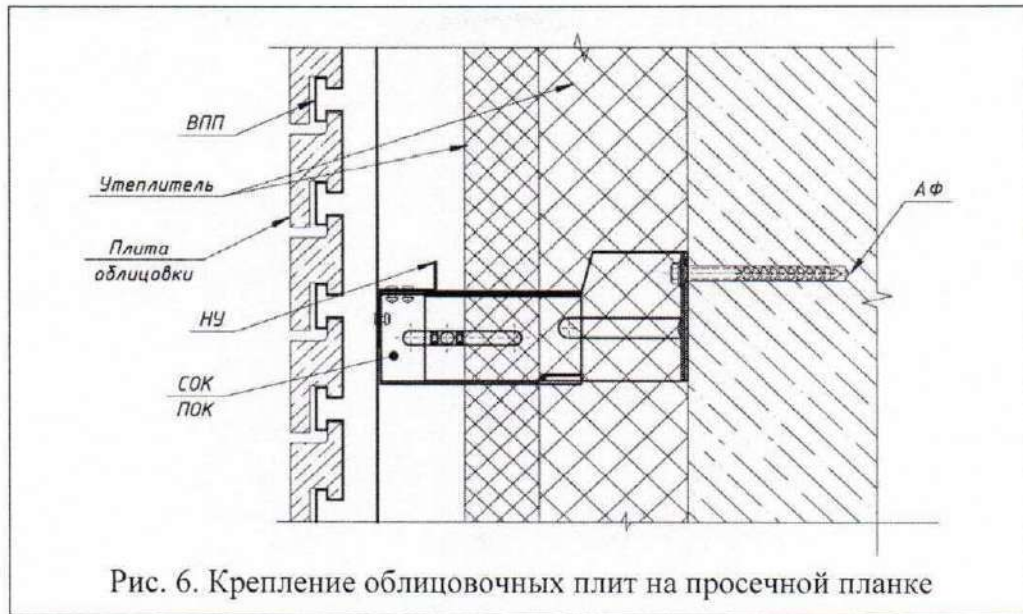 ВПП
Утеплитель
Плита
облицовки
НУ
СОК
ПОК
АФ
Рис. 6. Крепление облицовочных плит на просечной планке